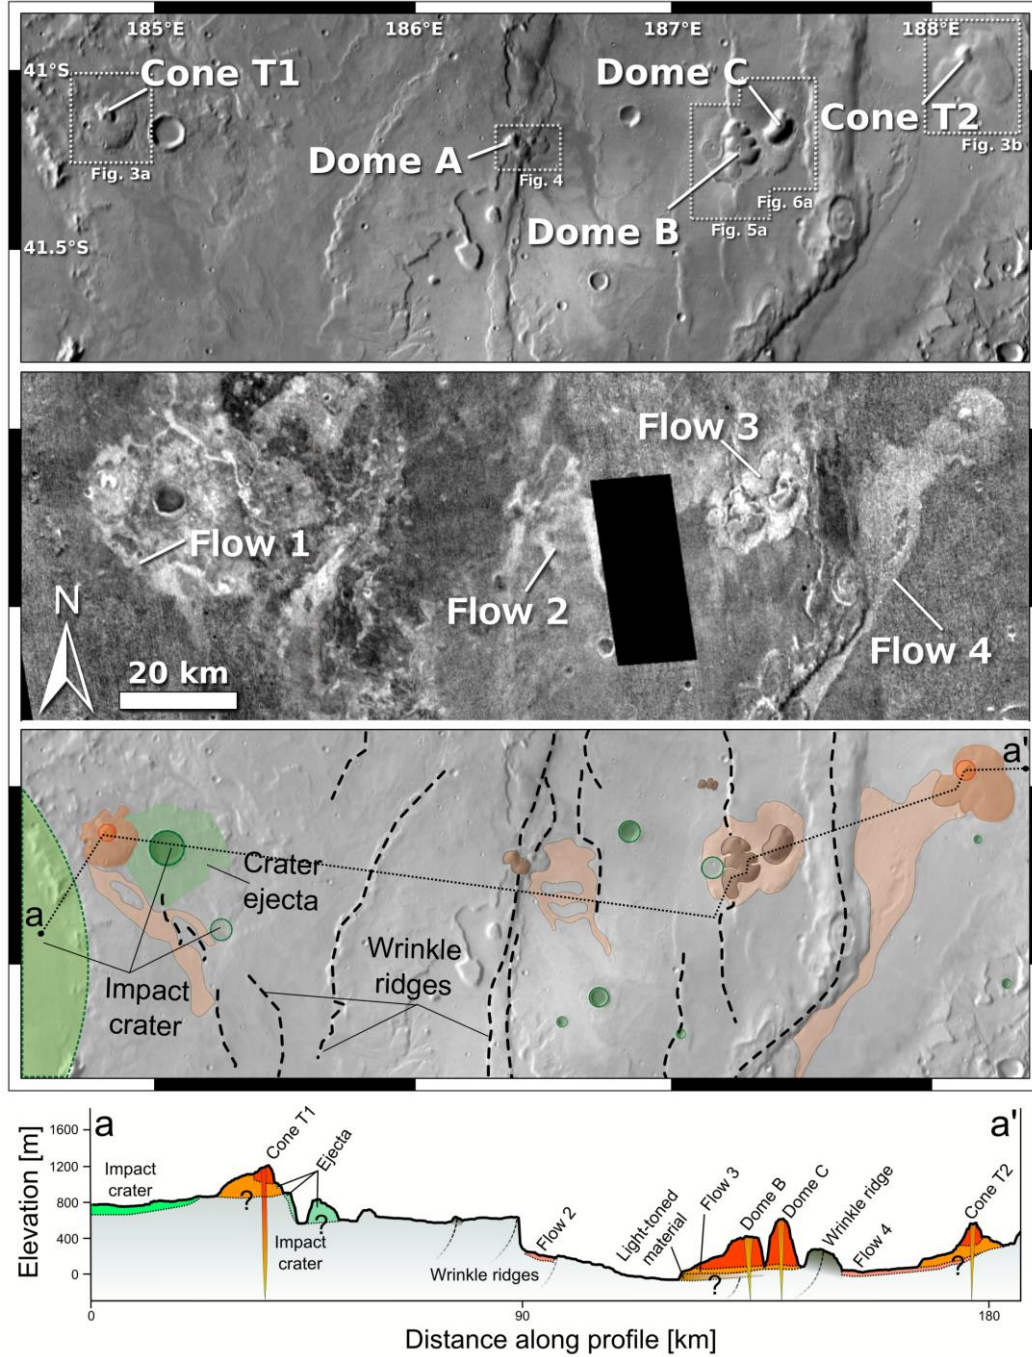 185°E
186°E
187°E
188°E
41°S
Cone T1
Dome C
Cone T2
Dome A
Fig. 3a
Fig. 4
Fig. 3b
Fig. 6a
Dome B
Fig. 5a
41.5°S
Flow 3
Flow 1
Flow 2
Flow 4
N
20 km
a'
Crater
ejecta
a
Wrinkle
ridges
Impact
crater
a
a'
Elevation [m]
1600
1200
800
400
0
Impact
crater
Cone T1
Ejecta
?
?
Impact
crater
Wrinkle ridges
Flow 2
Light-toned
material
Flow 3
Dome B
Dome C
Wrinkle ridge
Flow 4
Cone T2
?
?
0
90
180
Distance along profile [km]